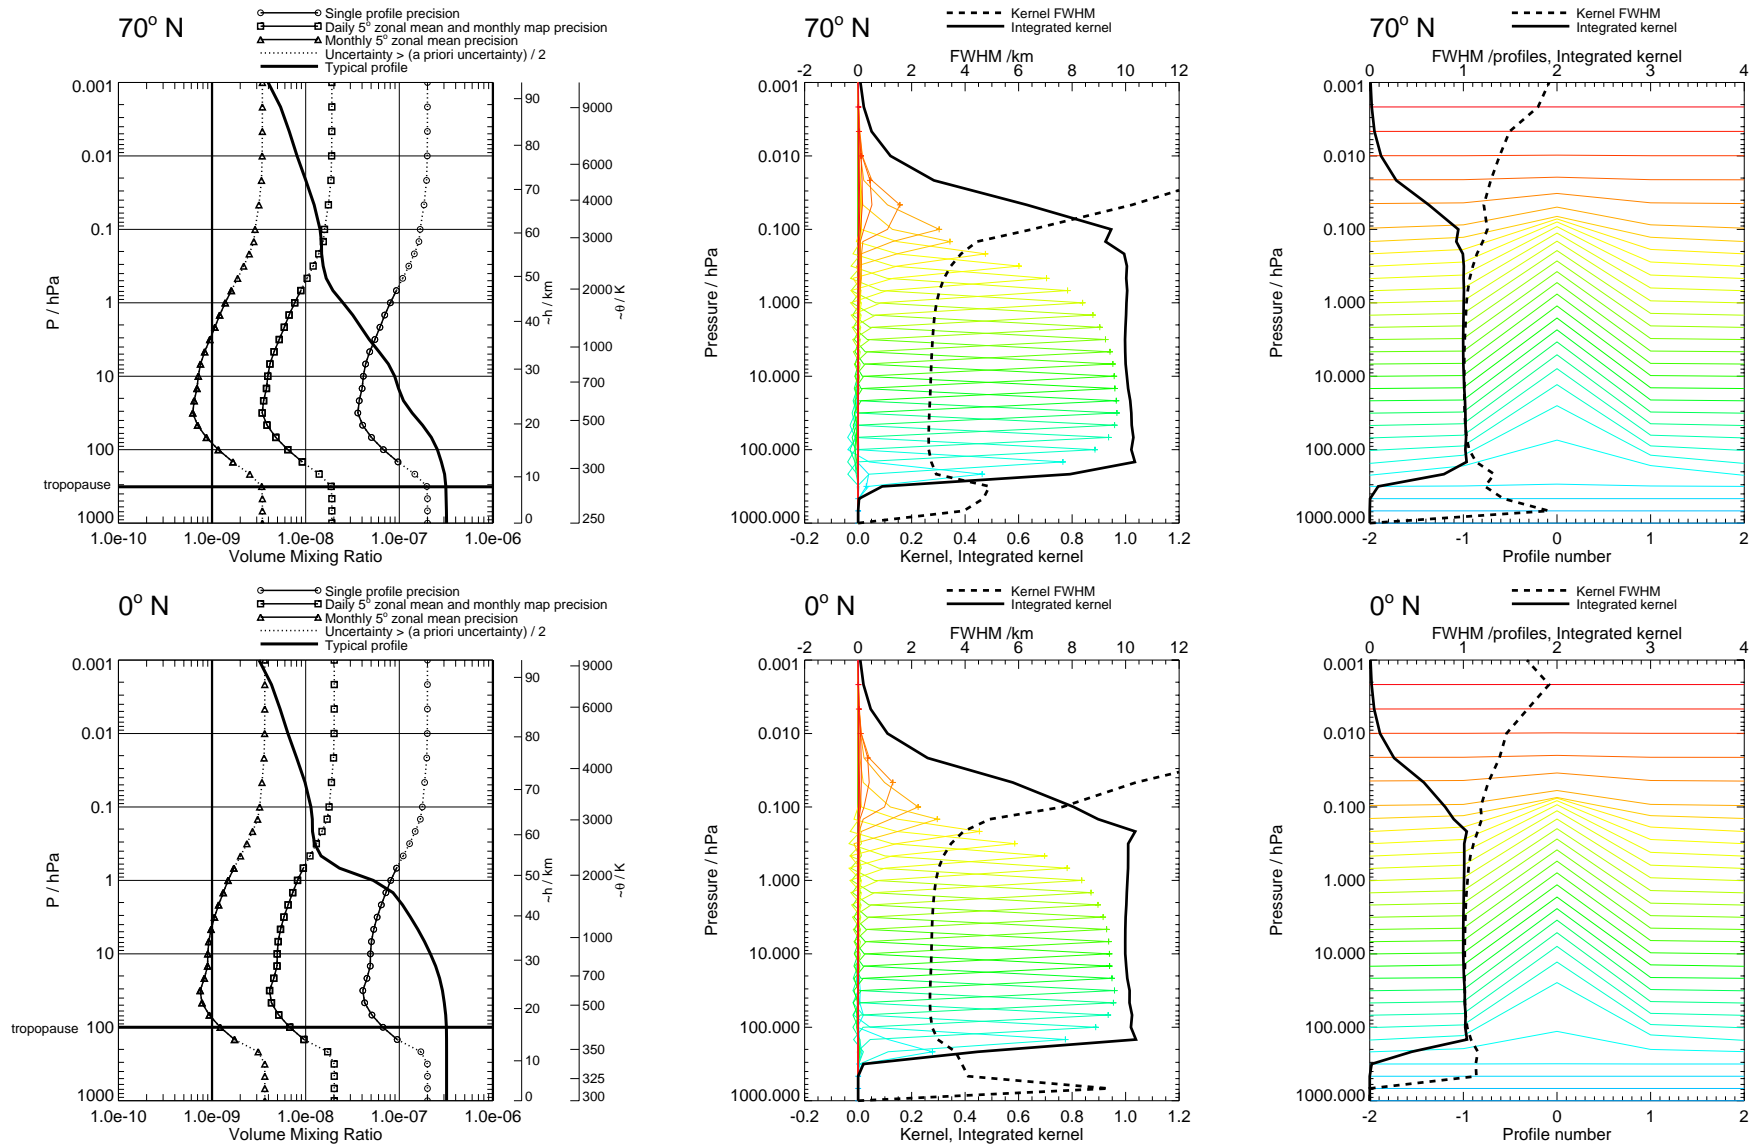 70° N
Single profile precision
Daily 5° zonal mean and monthly map precision
Monthly 5° zonal mean precision
Uncertainty > (a priori uncertainty) / 2
Typical profile
0.001
0.01
0.1
1
10
100
tropopause
1000
P / hPa
1.0e-10 1.0e-09 1.0e-08 1.0e-07 1.0e-06
Volume Mixing Ratio
90
80
70
60
50
40
30
20
10
0
~h / km
9000
6000
4000
3000
2000
1000
700
500
300
250
~θ / K
70° N
Kernel FWHM
Integrated kernel
FWHM /km
0 2 4 6 8 10 12
0.001
0.010
0.100
1.000
10.000
100.000
1000.000
Pressure / hPa
-0.2 0.0 0.2 0.4 0.6 0.8 1.0 1.2
Kernel, Integrated kernel
70° N
Kernel FWHM
Integrated kernel
FWHM /profiles, Integrated kernel
0 1 2 3 4
0.001
0.010
0.100
1.000
10.000
100.000
1000.000
Pressure / hPa
-2 -1 0 1 2
Profile number
0° N
Single profile precision
Daily 5° zonal mean and monthly map precision
Monthly 5° zonal mean precision
Uncertainty > (a priori uncertainty) / 2
Typical profile
0.001
0.01
0.1
1
10
tropopause 100
1000
P / hPa
1.0e-10 1.0e-09 1.0e-08 1.0e-07 1.0e-06
Volume Mixing Ratio
90
80
70
60
50
40
30
20
10
0
~h / km
9000
6000
4000
3000
2000
1000
700
500
350
325
300
~θ / K
0° N
Kernel FWHM
Integrated kernel
FWHM /km
0 2 4 6 8 10 12
0.001
0.010
0.100
1.000
10.000
100.000
1000.000
Pressure / hPa
-0.2 0.0 0.2 0.4 0.6 0.8 1.0 1.2
Kernel, Integrated kernel
0° N
Kernel FWHM
Integrated kernel
FWHM /profiles, Integrated kernel
0 1 2 3 4
0.001
0.010
0.100
1.000
10.000
100.000
1000.000
Pressure / hPa
-2 -1 0 1 2
Profile number